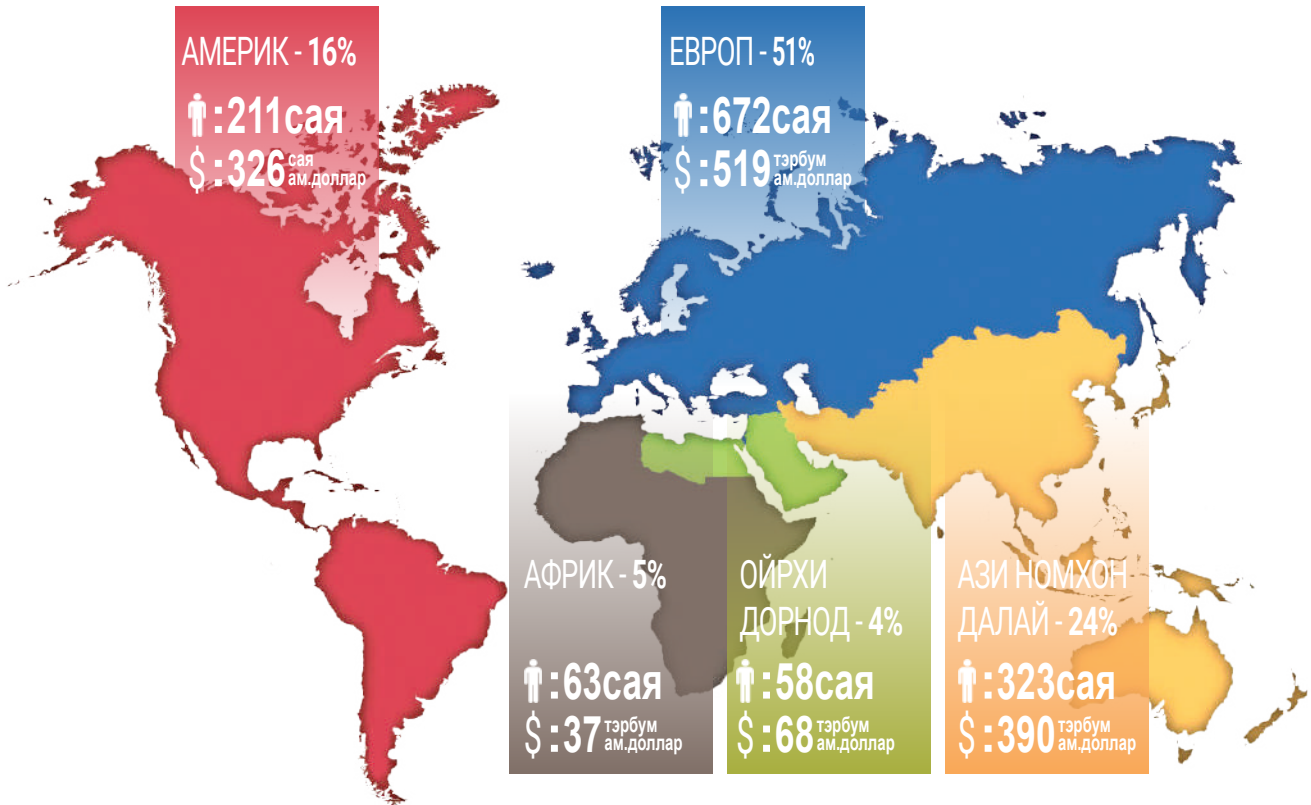 АМЕРИК - 16%
:211сая
$ :326 сая
ам.доллар
ЕВРОП - 51%
:672сая
$ :519 тэрбум
ам.доллар
АФРИК - 5%
:63сая
$ :37 тэрбум
ам.доллар
ОЙРХИ
ДОРНОД - 4%
:58сая
$ :68 тэрбум
ам.доллар
АЗИ НОМХОН
ДАЛАЙ - 24%
:323сая
$ :390 тэрбум
ам.доллар